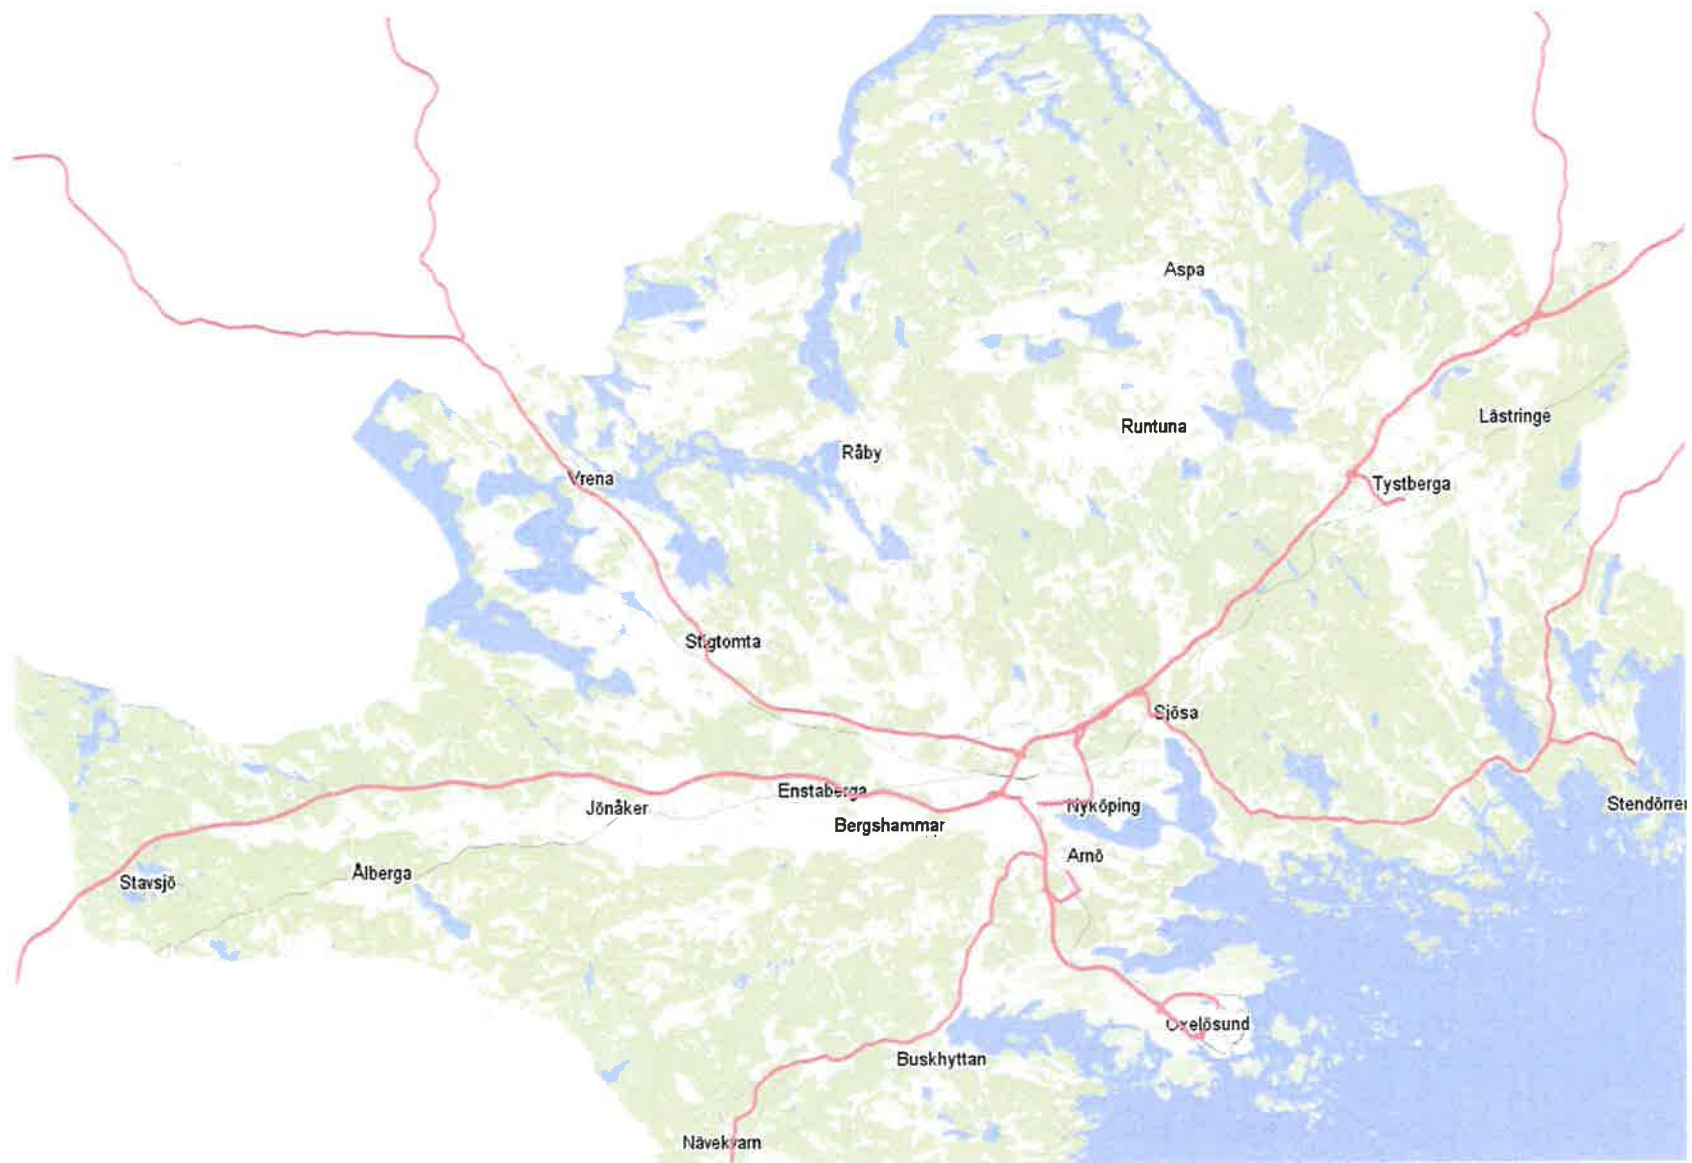 Aspa
Lästringe
Runtuna
Råby
Vrena
Tystberga
Stigtomta
Sjösa
Enstaberga
Jönåker
Nyköping
Stendörren
Bergshammar
Arnö
Ålberga
Stavsjö
Oxelösund
Buskhyttan
Nävekvarn